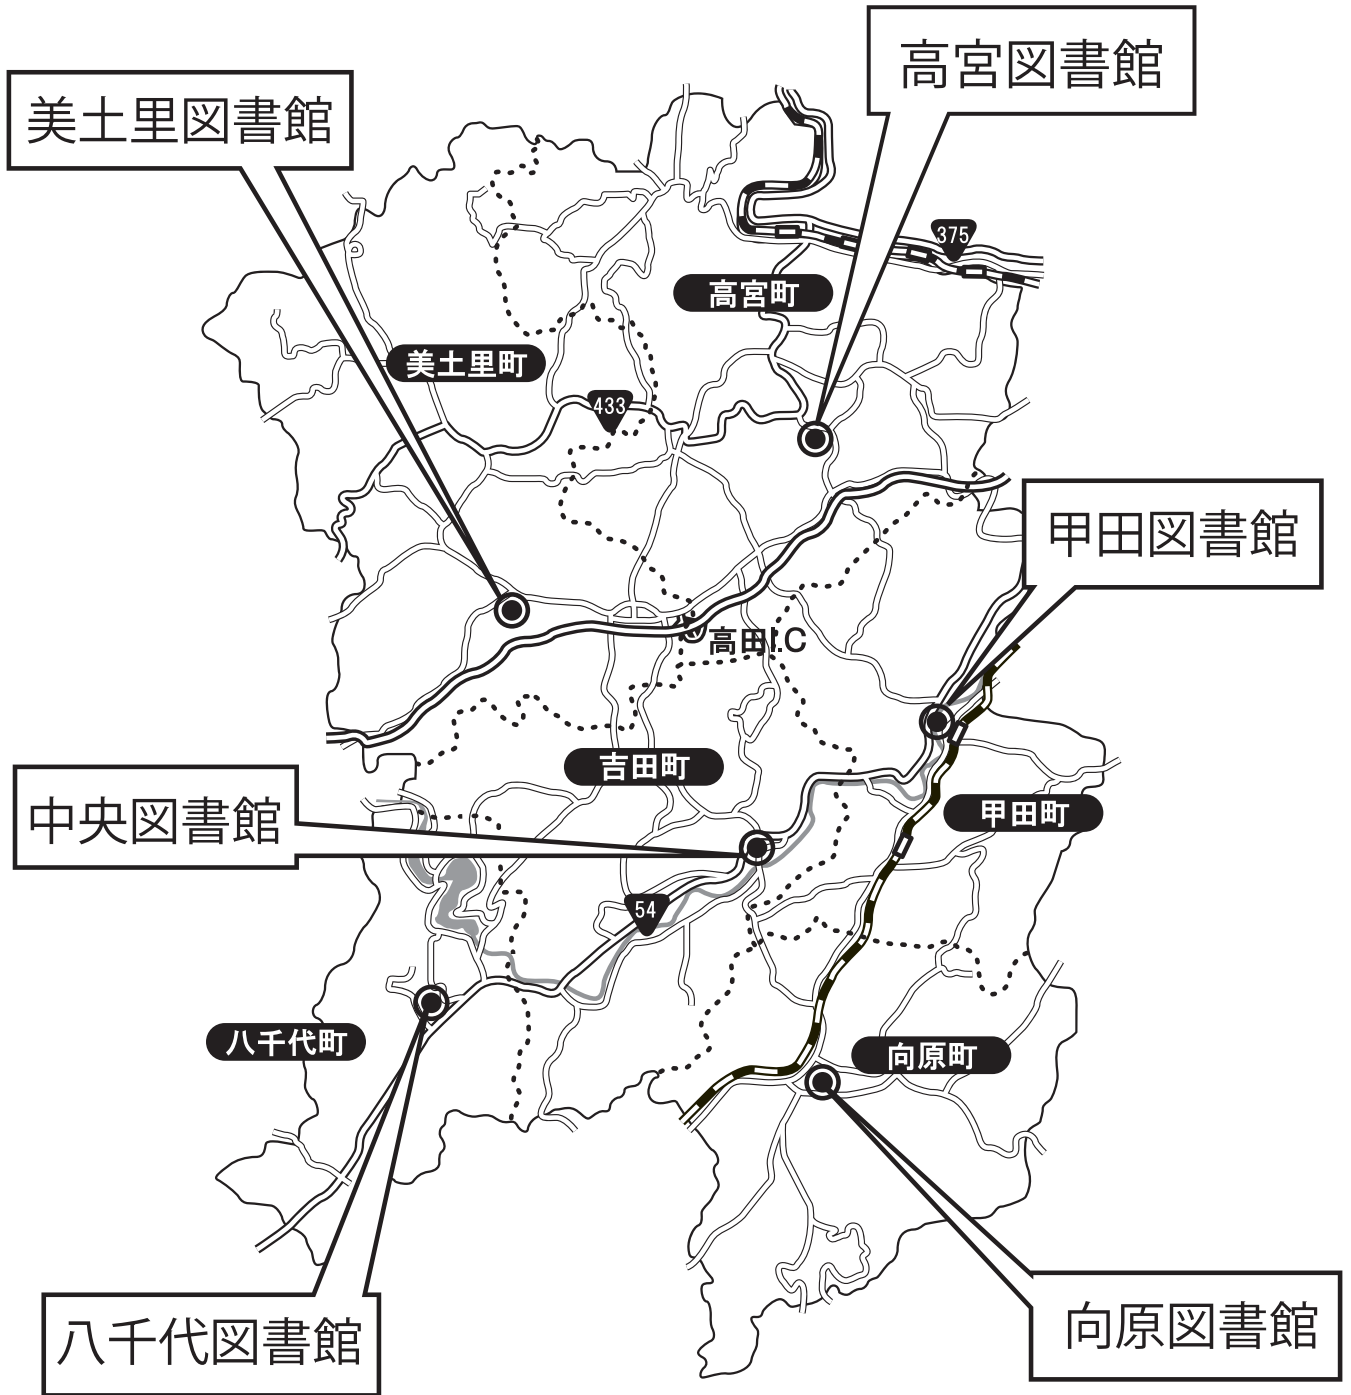 高宮図書館
美土里図書館
375
高宮町
美土里町
433
甲田図書館
高田I.C
吉田町
中央図書館
甲田町
54
八千代町
向原町
八千代図書館
向原図書館